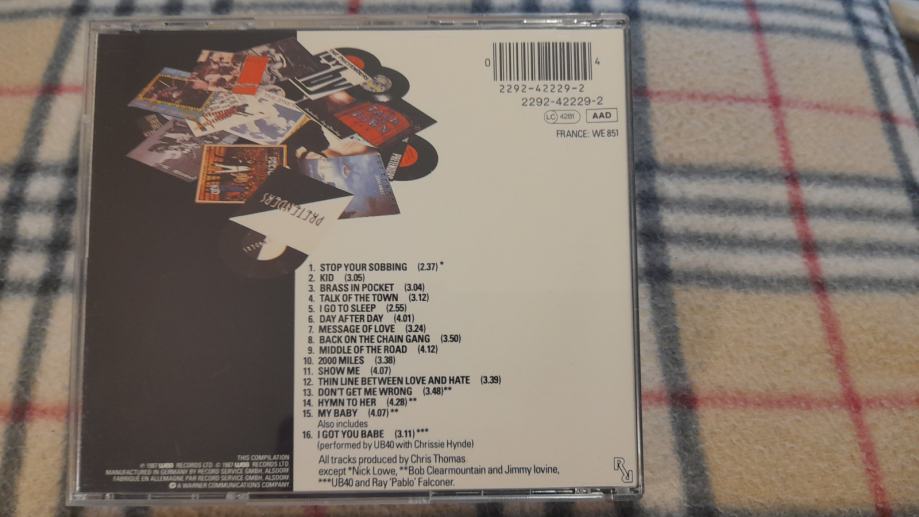 0 4
2292-42229-2
2292-42229-2
LC 4281 AAD
FRANCE: WE 851
PRETENDERS
1. STOP YOUR SOBBING (2.37) *
2. KID (3.05)
3. BRASS IN POCKET (3.04)
4. TALK OF THE TOWN (3.12)
5. I GO TO SLEEP (2.55)
6. DAY AFTER DAY (4.01)
7. MESSAGE OF LOVE (3.24)
8. BACK ON THE CHAIN GANG (3.50)
9. MIDDLE OF THE ROAD (4.12)
10. 2000 MILES (3.38)
11. SHOW ME (4.07)
12. THIN LINE BETWEEN LOVE AND HATE (3.39)
13. DON'T GET ME WRONG (3.48)**
14. HYMN TO HER (4.28) **
15. MY BABY (4.07) **
Also includes
16. I GOT YOU BABE (3.11) ***
(performed by UB40 with Chrissie Hynde)
All tracks produced by Chris Thomas
except *Nick Lowe, **Bob Clearmountain and Jimmy Iovine,
***UB40 and Ray 'Pablo' Falconer.
THIS COMPILATION
℗ 1987 WEA RECORDS LTD © 1987 WEA RECORDS LTD
MANUFACTURED IN GERMANY BY RECORD SERVICE GMBH, ALSDORF
FABRIQUE EN ALLEMAGNE PAR RECORD SERVICE GMBH, ALSDORF
A WARNER COMMUNICATIONS COMPANY